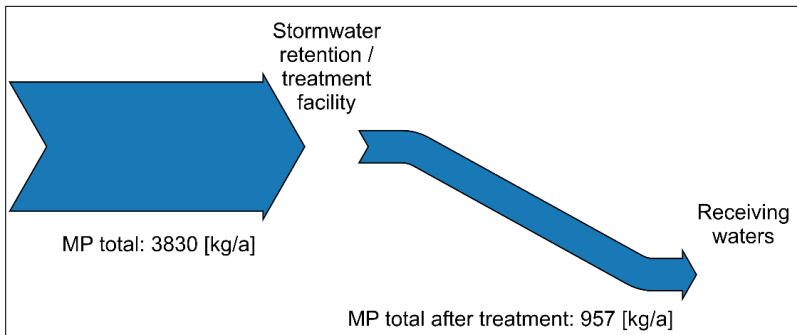 Stormwater
retention /
treatment
facility
MP total: 3830 [kg/a]
Receiving
waters
MP total after treatment: 957 [kg/a]